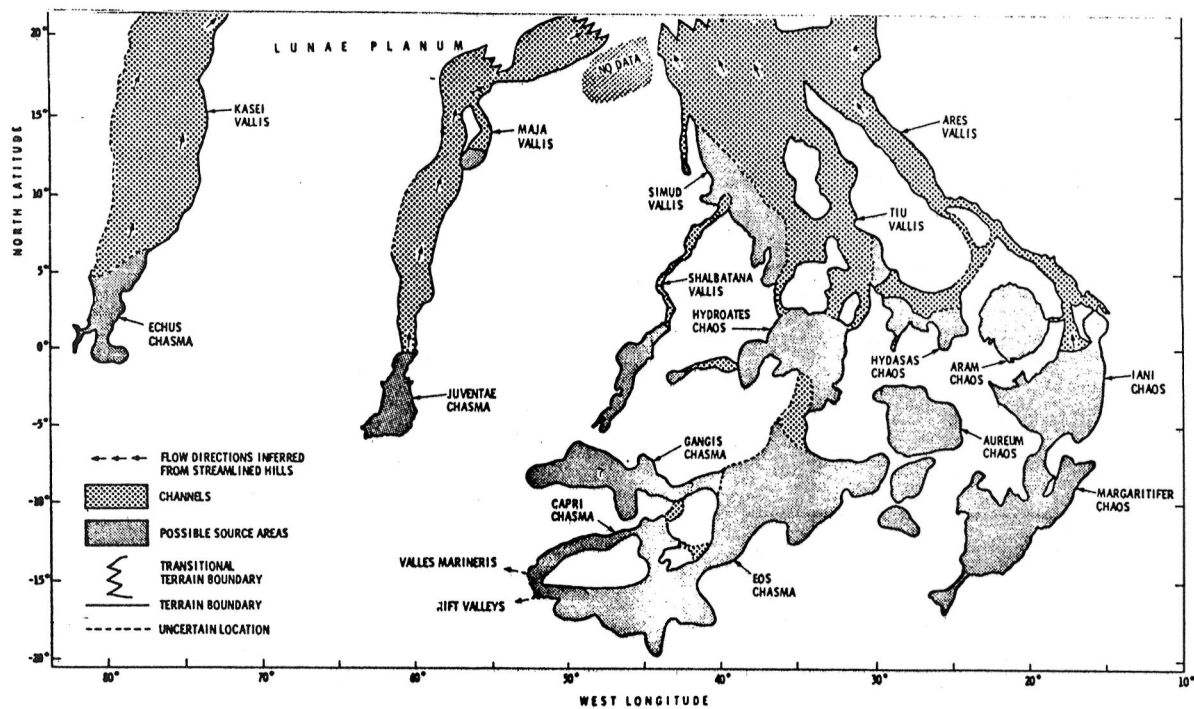 20°
15°
10°
5°
0°
-5°
-10°
-15°
-20°
NORTH LATITUDE
LUNAE PLANUM
NO DATA
KASEI
VALLIS
MAJA
VALLIS
ARES
VALLIS
SIMUD
VALLIS
TIU
VALLIS
SHALBATANA
VALLIS
HYDROATES
CHAOS
ECHUS
CHASMA
HYDASAS
CHAOS
ARAM
CHAOS
IANI
CHAOS
JUVENTAE
CHASMA
GANGIS
CHASMA
AUREUM
CHAOS
CAPRI
CHASMA
MARGARITIFER
CHAOS
VALLES MARINERIS
RIFT VALLEYS
EOS
CHASMA
FLOW DIRECTIONS INFERRED
FROM STREAMLINED HILLS
CHANNELS
POSSIBLE SOURCE AREAS
TRANSITIONAL
TERRAIN BOUNDARY
TERRAIN BOUNDARY
UNCERTAIN LOCATION
80°
70°
60°
50°
40°
30°
20°
10°
WEST LONGITUDE